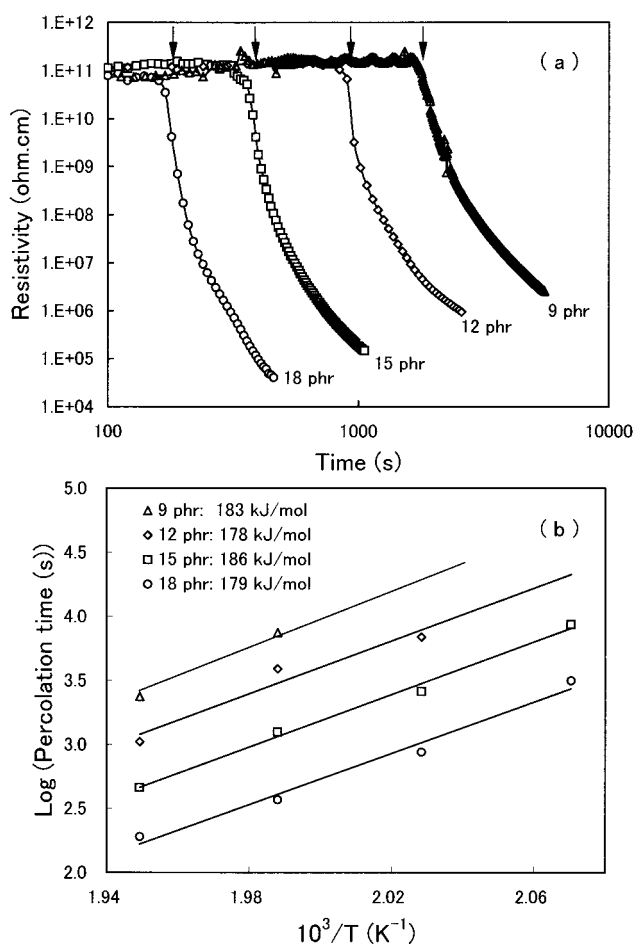 1.E+12
1.E+11
1.E+10
1.E+09
1.E+08
1.E+07
1.E+06
1.E+05
1.E+04
Resistivity (ohm.cm)
( a )
18 phr
15 phr
12 phr
9 phr
100
1000
10000
Time (s)
5.0
4.5
4.0
3.5
3.0
2.5
2.0
Log (Percolation time (s))
9 phr: 183 kJ/mol
12 phr: 178 kJ/mol
15 phr: 186 kJ/mol
18 phr: 179 kJ/mol
( b )
1.94
1.98
2.02
2.06
10³/T (K⁻¹)